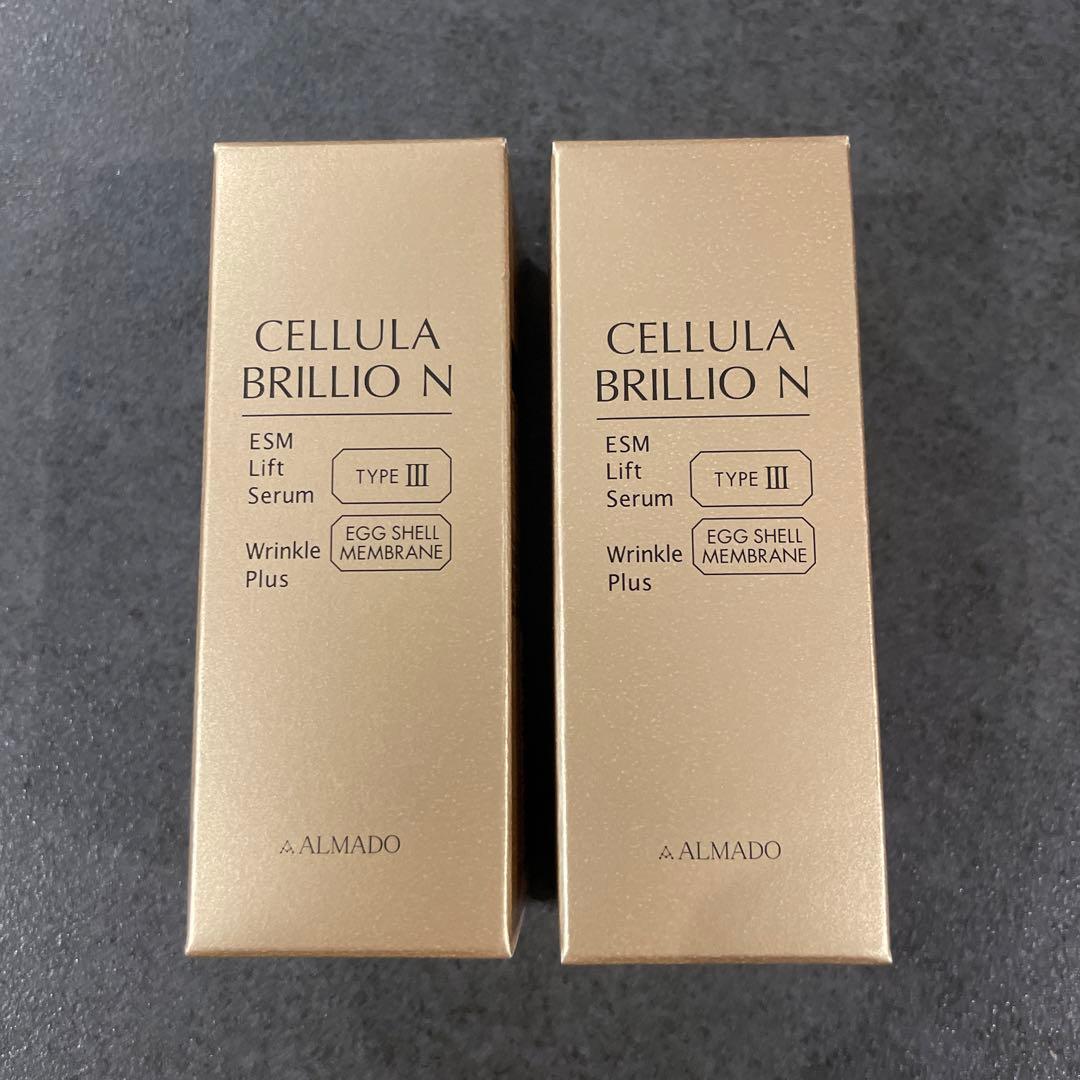 CELLULA
BRILLIO N
ESM
Lift
Serum
TYPE III
Wrinkle
Plus
EGG SHELL
MEMBRANE
ALMADO
CELLULA
BRILLIO N
ESM
Lift
Serum
TYPE III
Wrinkle
Plus
EGG SHELL
MEMBRANE
ALMADO